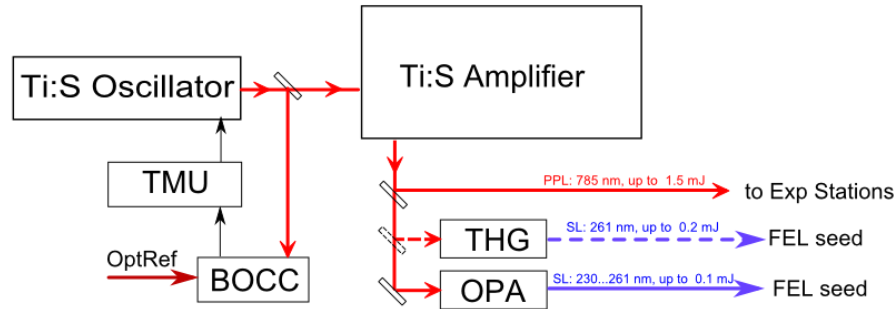 Ti:S Oscillator
Ti:S Amplifier
TMU
PPL: 785 nm, up to 1.5 mJ
to Exp Stations
THG
SL: 261 nm, up to 0.2 mJ
FEL seed
OptRef
BOCC
OPA
SL: 230...261 nm, up to 0.1 mJ
FEL seed